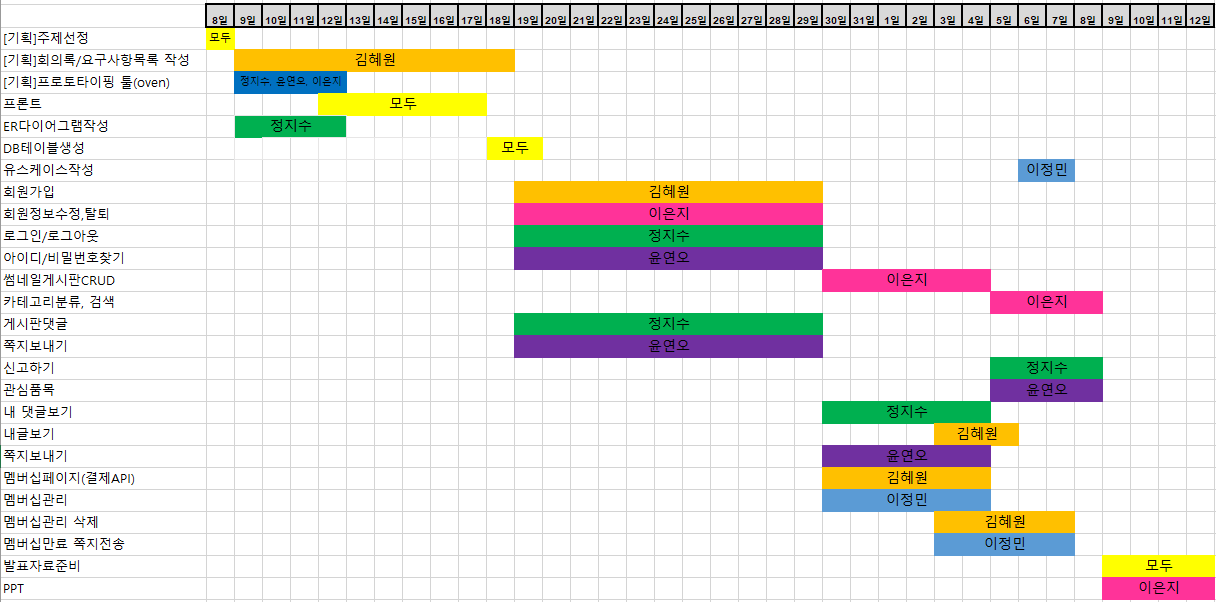 8일 9일 10일 11일 12일 13일 14일 15일 16일 17일 18일 19일 20일 21일 22일 23일 24일 25일 26일 27일 28일 29일 30일 31일 1일 2일 3일 4일 5일 6일 7일 8일 9일 10일 11일 12일
[기획]주제선정 모두
[기획]회의록/요구사항목록 작성 김혜원
[기획]프로토타이핑 툴(oven) 정지수, 윤연오, 이은지
프론트 모두
ER다이어그램작성 정지수
DB테이블생성 모두
유스케이스작성 이정민
회원가입 김혜원
회원정보수정,탈퇴 이은지
로그인/로그아웃 정지수
아이디/비밀번호찾기 윤연오
썸네일게시판CRUD 이은지
카테고리분류, 검색 이은지
게시판댓글 정지수
쪽지보내기 윤연오
신고하기 정지수
관심품목 윤연오
내 댓글보기 정지수
내글보기 김혜원
쪽지보내기 윤연오
멤버십페이지(결제API) 김혜원
멤버십관리 이정민
멤버십관리 삭제 김혜원
멤버십만료 쪽지전송 이정민
발표자료준비 모두
PPT 이은지